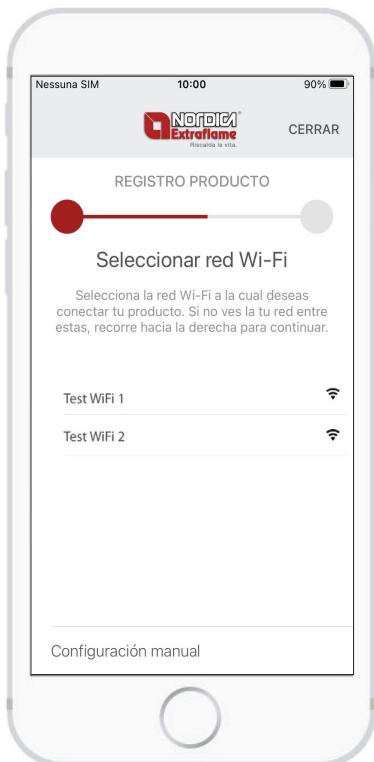 Nessuna SIM 10:00 90%
NORDICA®
Extraflame
Riscalda la vita.
CERRAR
REGISTRO PRODUCTO
Seleccionar red Wi-Fi
Selecciona la red Wi-Fi a la cual deseas
conectar tu producto. Si no ves la tu red entre
estas, recorre hacia la derecha para continuar.
Test WiFi 1
Test WiFi 2
Configuración manual